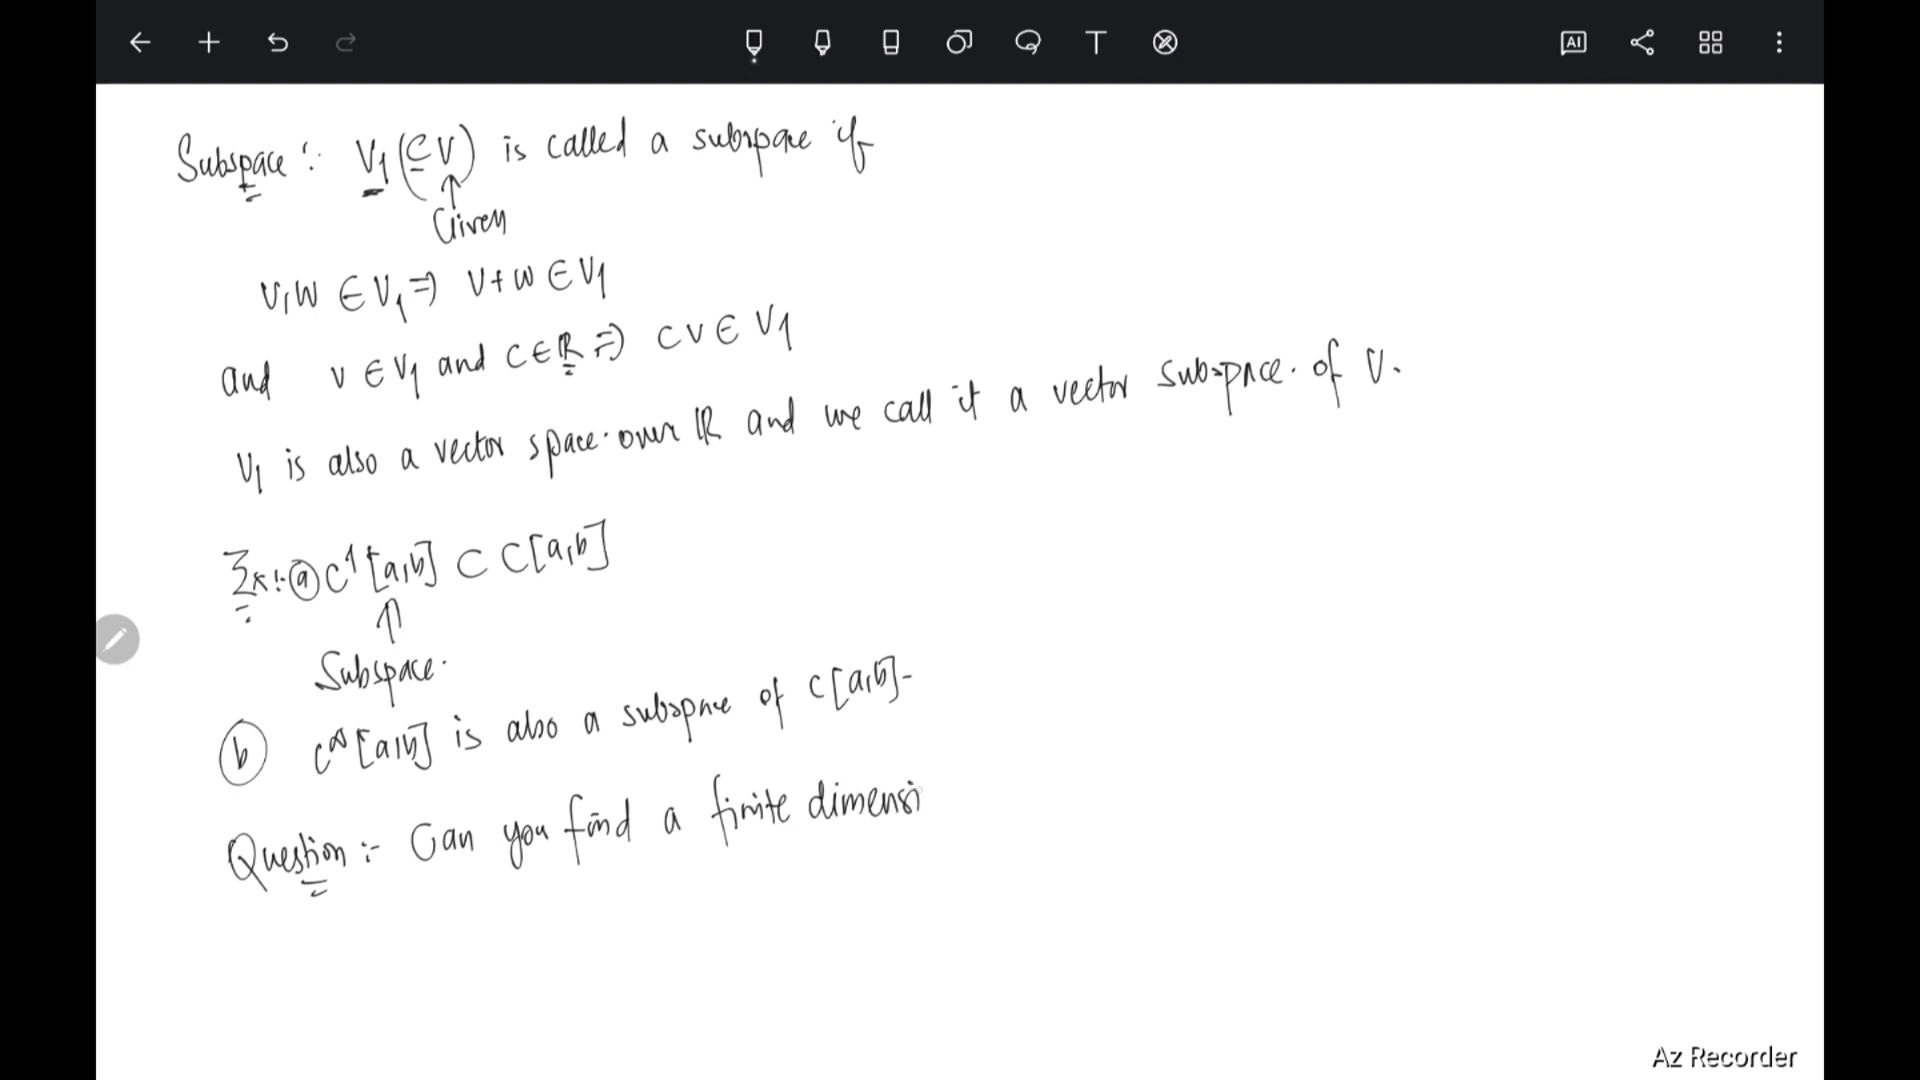 Subspace :- V₁(⊂V) is called a subspace if
↑
Given
v,w ∈ V₁ ⇒ v+w ∈ V₁
and v ∈ V₁ and c ∈ ℝ ⇒ cv ∈ V₁
V₁ is also a vector space over ℝ and we call it a vector subspace of V.
Ex:- ⓐ C¹[a,b] ⊂ C[a,b]
↑
Subspace.
ⓑ C^∞[a,b] is also a subspace of C[a,b].
Question :- Can you find a finite dimensi
AI
T
Az Recorder